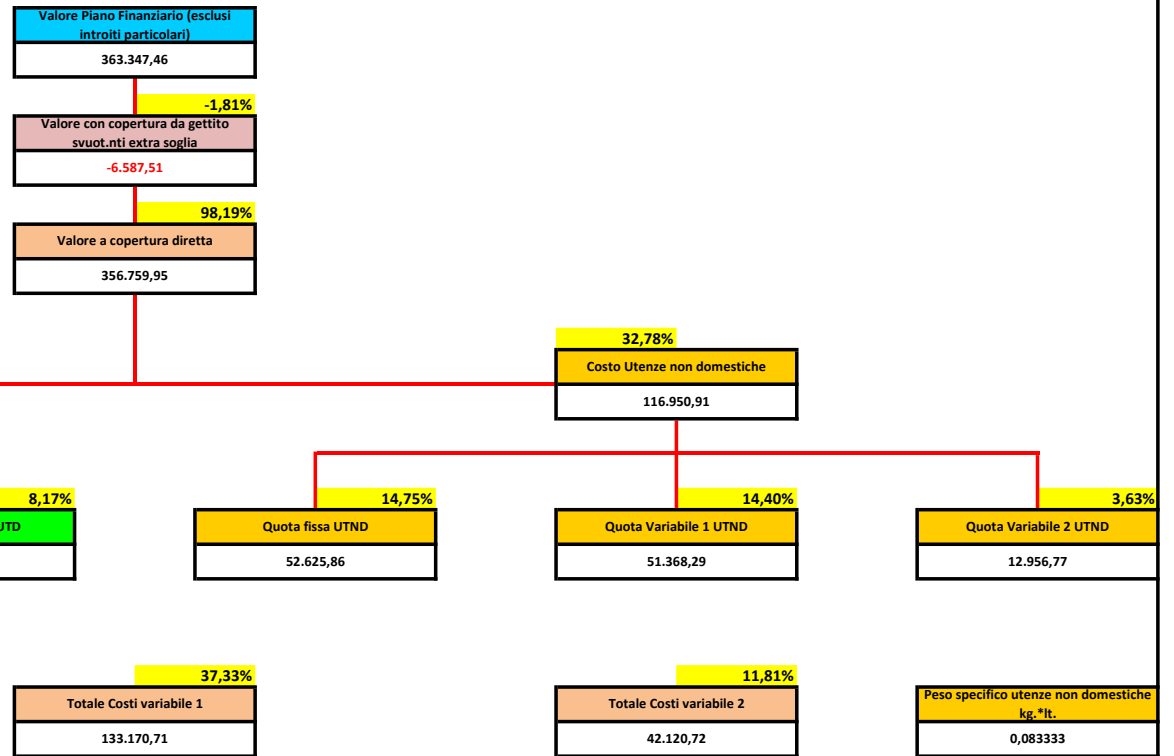 Valore Piano Finanziario (esclusi
introiti particolari)
363.347,46
-1,81%
Valore con copertura da gettito
svuot.nti extra soglia
-6.587,51
98,19%
Valore a copertura diretta
356.759,95
32,78%
Costo Utenze non domestiche
116.950,91
8,17%
UTD
14,75%
Quota fissa UTND
52.625,86
14,40%
Quota Variabile 1 UTND
51.368,29
3,63%
Quota Variabile 2 UTND
12.956,77
37,33%
Totale Costi variabile 1
133.170,71
11,81%
Totale Costi variabile 2
42.120,72
Peso specifico utenze non domestiche
kg.*lt.
0,083333